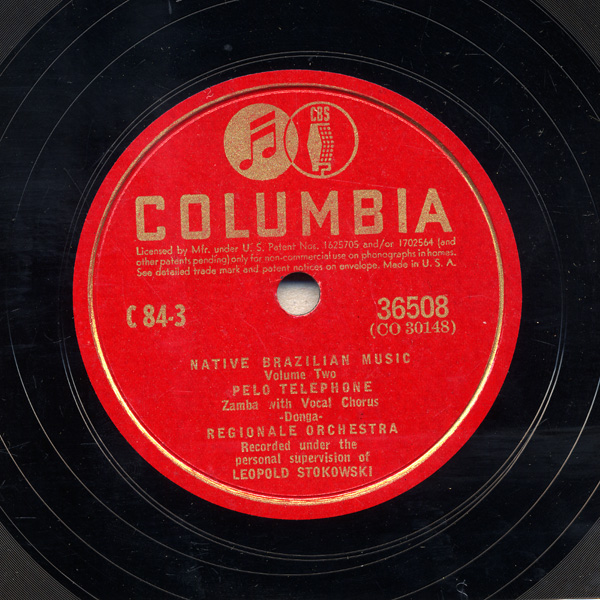 CBS
COLUMBIA
Licensed by Mfr. under U.S. Patent Nos. 1625705 and/or 1702564 (and
other patents pending) only for non-commercial use on phonographs in homes.
See detailed trade mark and patent notices on envelope. Made in U.S.A.
C 84-3
36508
(CO 30148)
NATIVE BRAZILIAN MUSIC
Volume Two
PELO TELEPHONE
Zamba with Vocal Chorus
-Donga-
REGIONALE ORCHESTRA
Recorded under the
personal supervision of
LEOPOLD STOKOWSKI